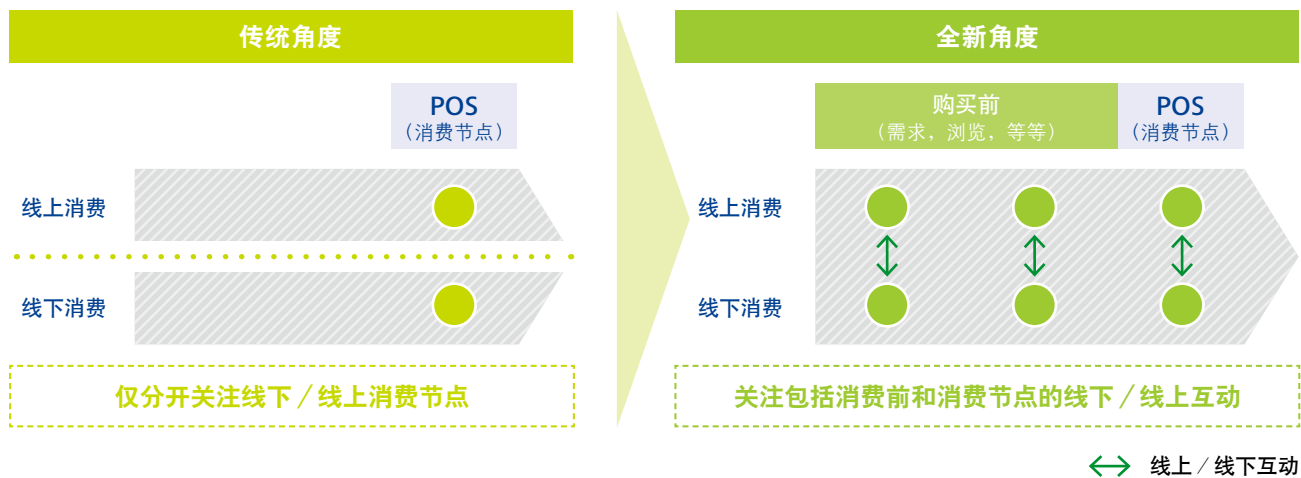 传统角度
POS
（消费节点）
线上消费
线下消费
仅分开关注线下／线上消费节点
全新角度
购买前
（需求，浏览，等等）
POS
（消费节点）
线上消费
线下消费
关注包括消费前和消费节点的线下／线上互动
线上／线下互动